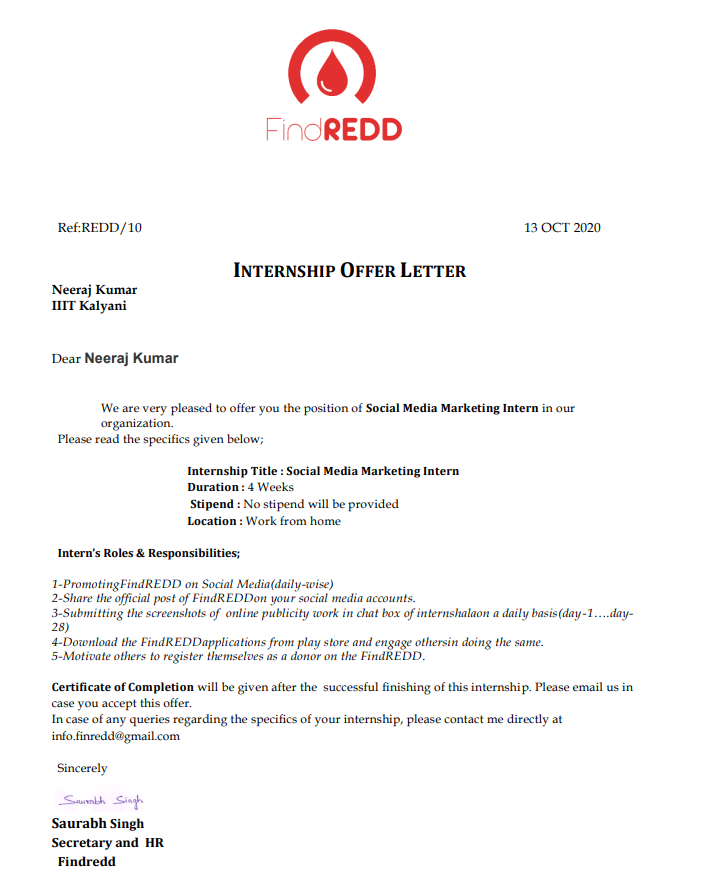 FindREDD
Ref:REDD/10 13 OCT 2020
INTERNSHIP OFFER LETTER
Neeraj Kumar
IIIT Kalyani
Dear Neeraj Kumar
We are very pleased to offer you the position of Social Media Marketing Intern in our
organization.
Please read the specifics given below;
Internship Title : Social Media Marketing Intern
Duration : 4 Weeks
Stipend : No stipend will be provided
Location : Work from home
Intern's Roles & Responsibilities;
1-PromotingFindREDD on Social Media(daily-wise)
2-Share the official post of FindREDDon your social media accounts.
3-Submitting the screenshots of online publicity work in chat box of internshalaon a daily basis(day-1….day-
28)
4-Download the FindREDDapplications from play store and engage othersin doing the same.
5-Motivate others to register themselves as a donor on the FindREDD.
Certificate of Completion will be given after the successful finishing of this internship. Please email us in
case you accept this offer.
In case of any queries regarding the specifics of your internship, please contact me directly at
info.finredd@gmail.com
Sincerely
Saurabh Singh
Saurabh Singh
Secretary and HR
Findredd